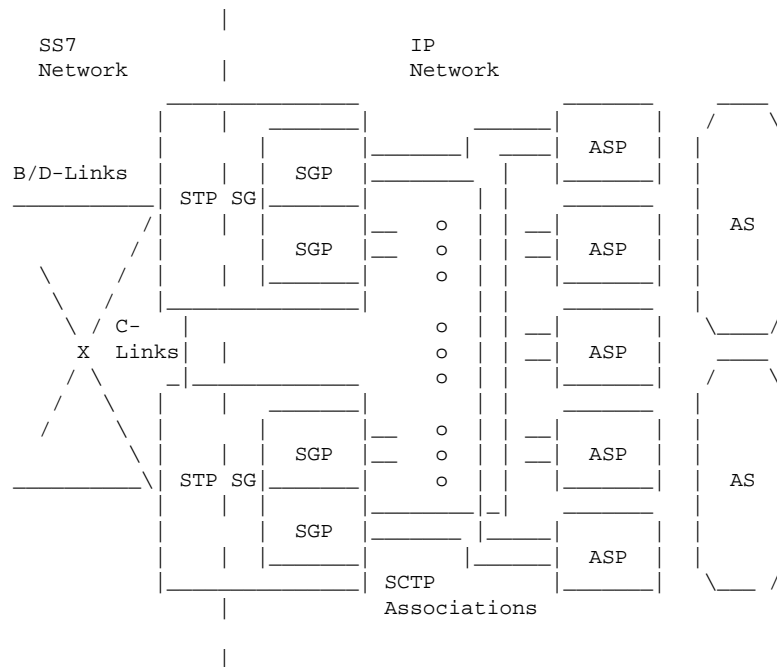 SS7 IP
Network Network
ASP
B/D-Links SGP
STP SG AS
SGP o ASP
o
o
C- o
X Links o ASP
o
o
SGP o ASP
STP SG o AS
SGP
ASP
SCTP
Associations